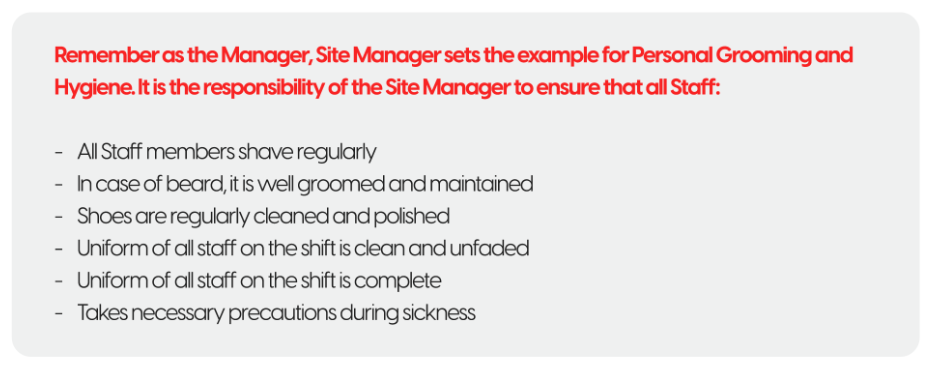 Remember as the Manager, Site Manager sets the example for Personal Grooming and
Hygiene. It is the responsibility of the Site Manager to ensure that all Staff:
- All Staff members shave regularly
- In case of beard, it is well groomed and maintained
- Shoes are regularly cleaned and polished
- Uniform of all staff on the shift is clean and unfaded
- Uniform of all staff on the shift is complete
- Takes necessary precautions during sickness